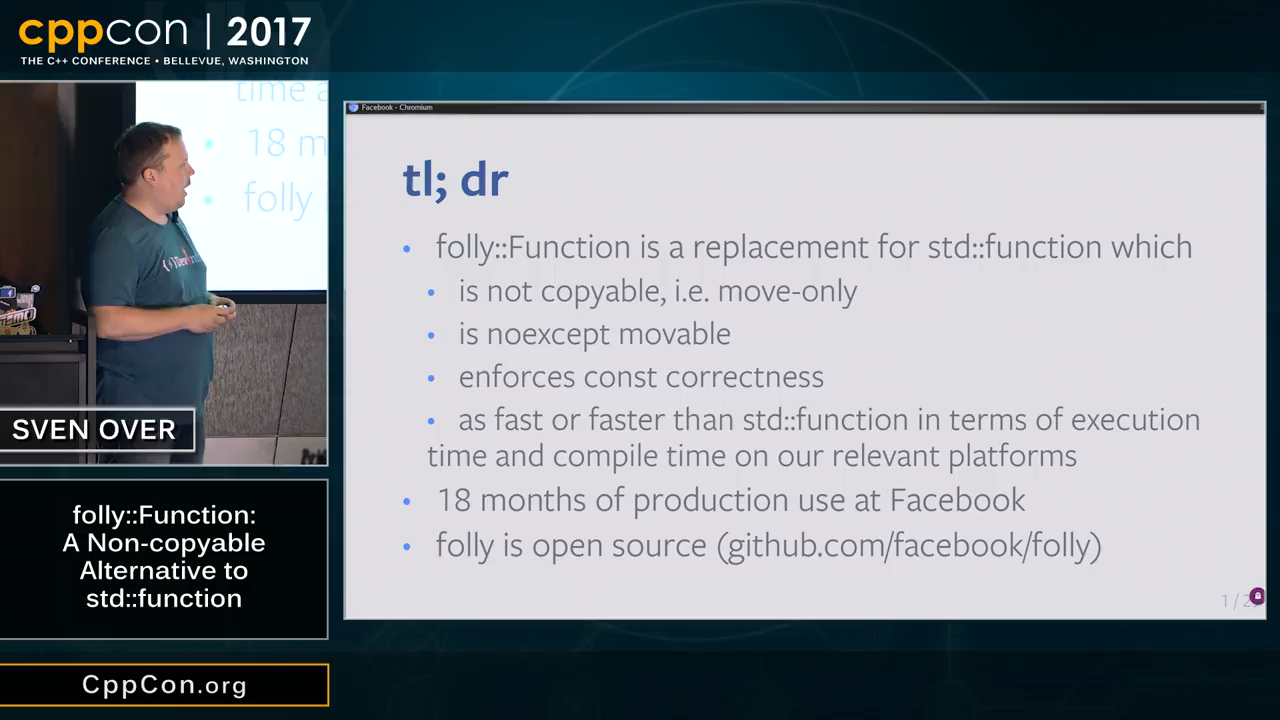 cppcon | 2017
THE C++ CONFERENCE • BELLEVUE, WASHINGTON
time a
• 18 m
• folly
SVEN OVER
folly::Function:
A Non-copyable
Alternative to
std::function
CppCon.org
Facebook - Chromium
tl; dr
• folly::Function is a replacement for std::function which
• is not copyable, i.e. move-only
• is noexcept movable
• enforces const correctness
• as fast or faster than std::function in terms of execution
time and compile time on our relevant platforms
• 18 months of production use at Facebook
• folly is open source (github.com/facebook/folly)